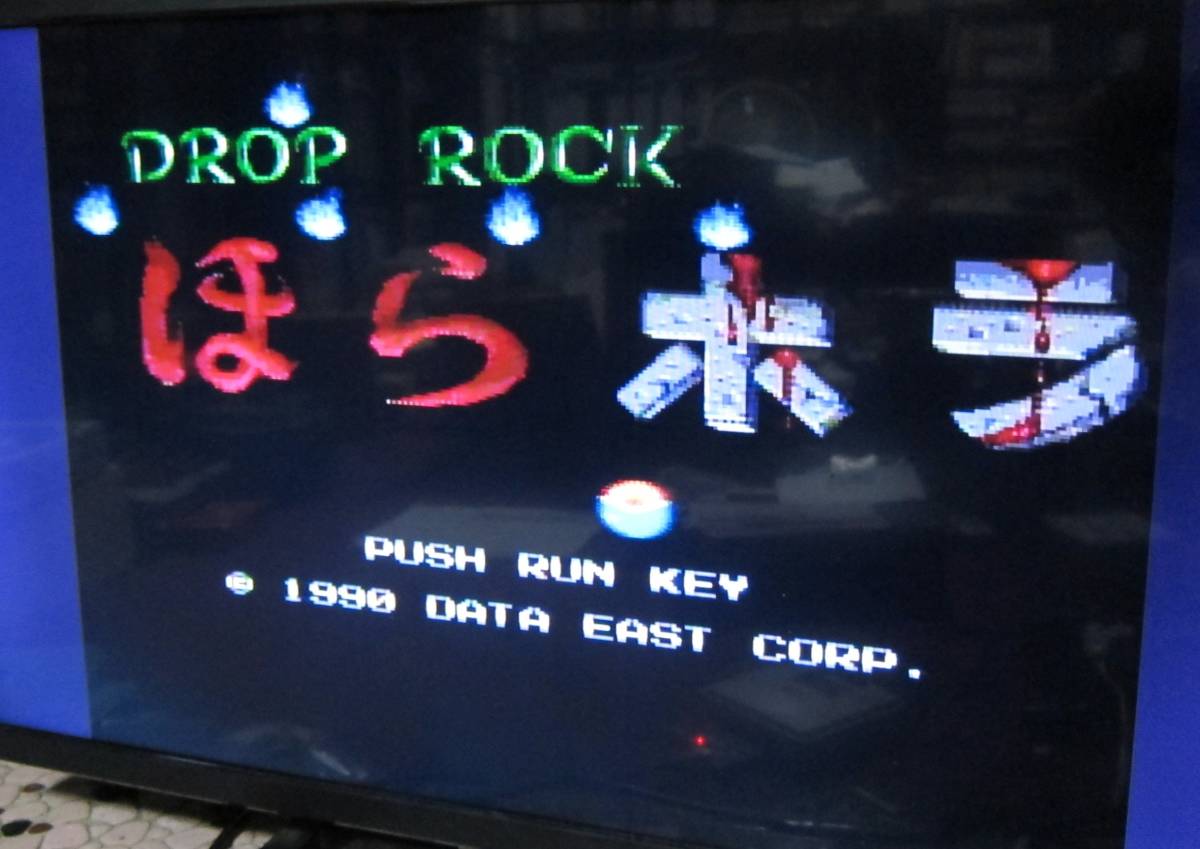 DROP ROCK
ほらホラ
PUSH RUN KEY
© 1990 DATA EAST CORP.